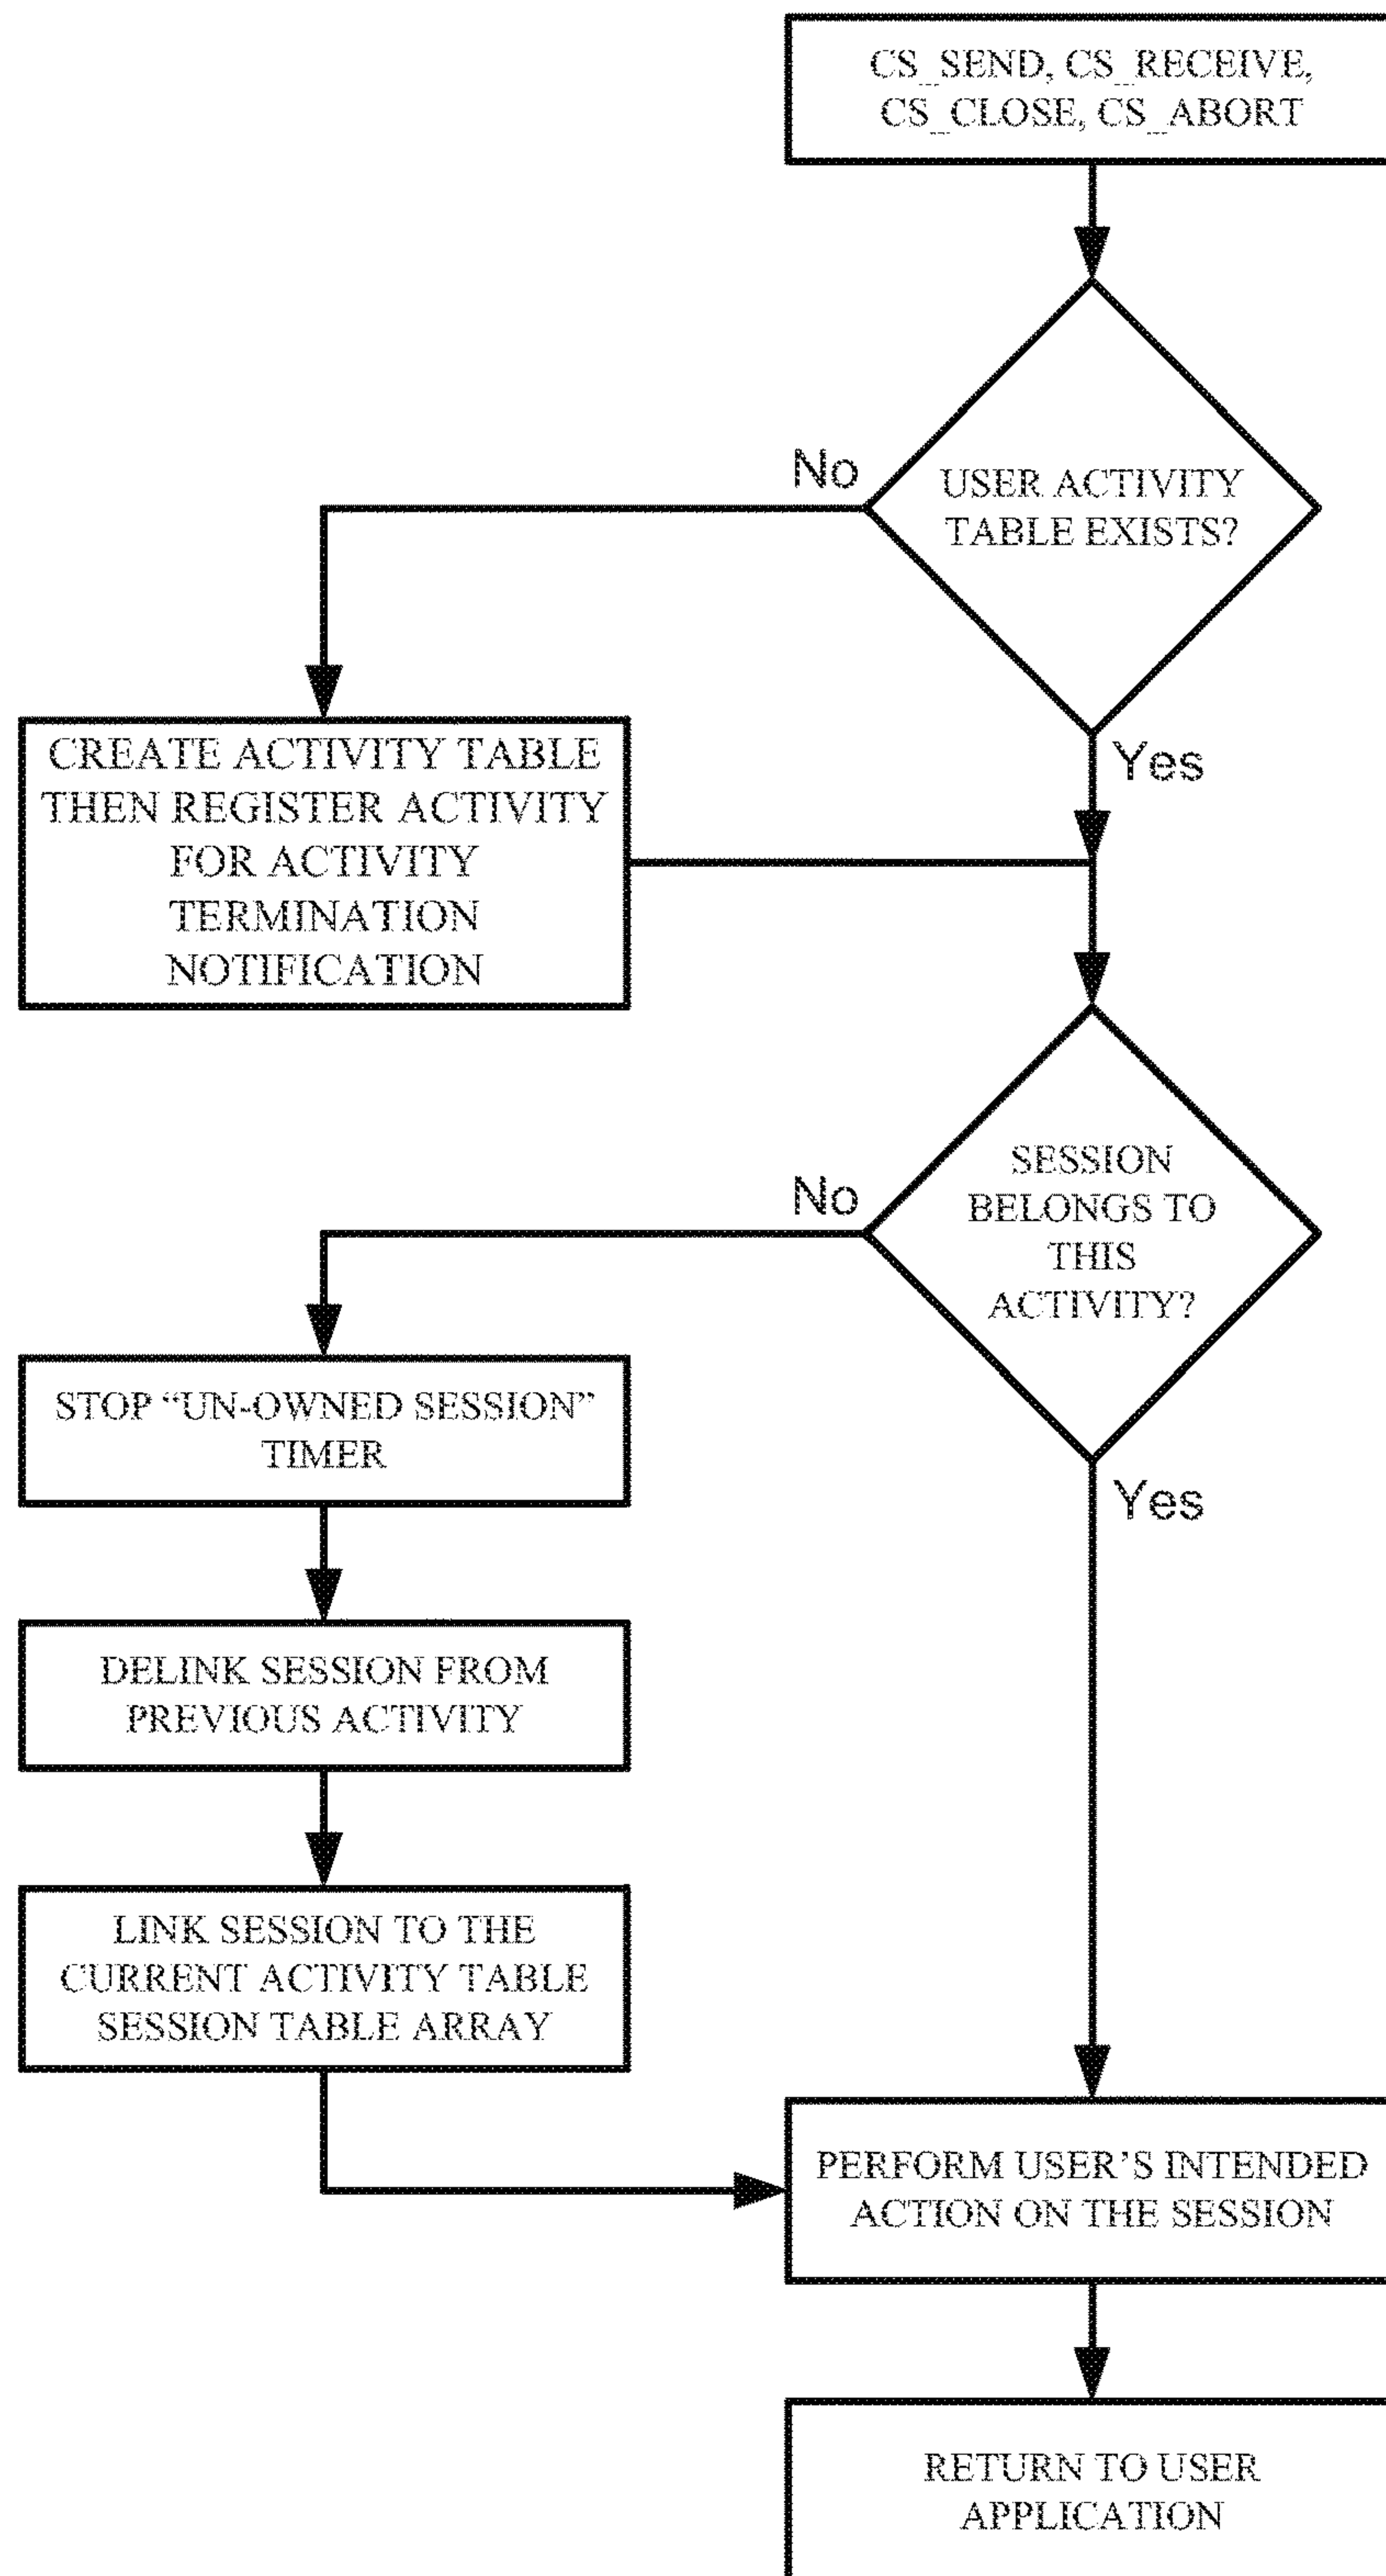 CS_SEND, CS_RECEIVE,
CS_CLOSE, CS_ABORT
No
USER ACTIVITY
TABLE EXISTS?
Yes
CREATE ACTIVITY TABLE
THEN REGISTER ACTIVITY
FOR ACTIVITY
TERMINATION
NOTIFICATION
No
SESSION
BELONGS TO
THIS
ACTIVITY?
Yes
STOP “UN-OWNED SESSION”
TIMER
DELINK SESSION FROM
PREVIOUS ACTIVITY
LINK SESSION TO THE
CURRENT ACTIVITY TABLE
SESSION TABLE ARRAY
PERFORM USER’S INTENDED
ACTION ON THE SESSION
RETURN TO USER
APPLICATION